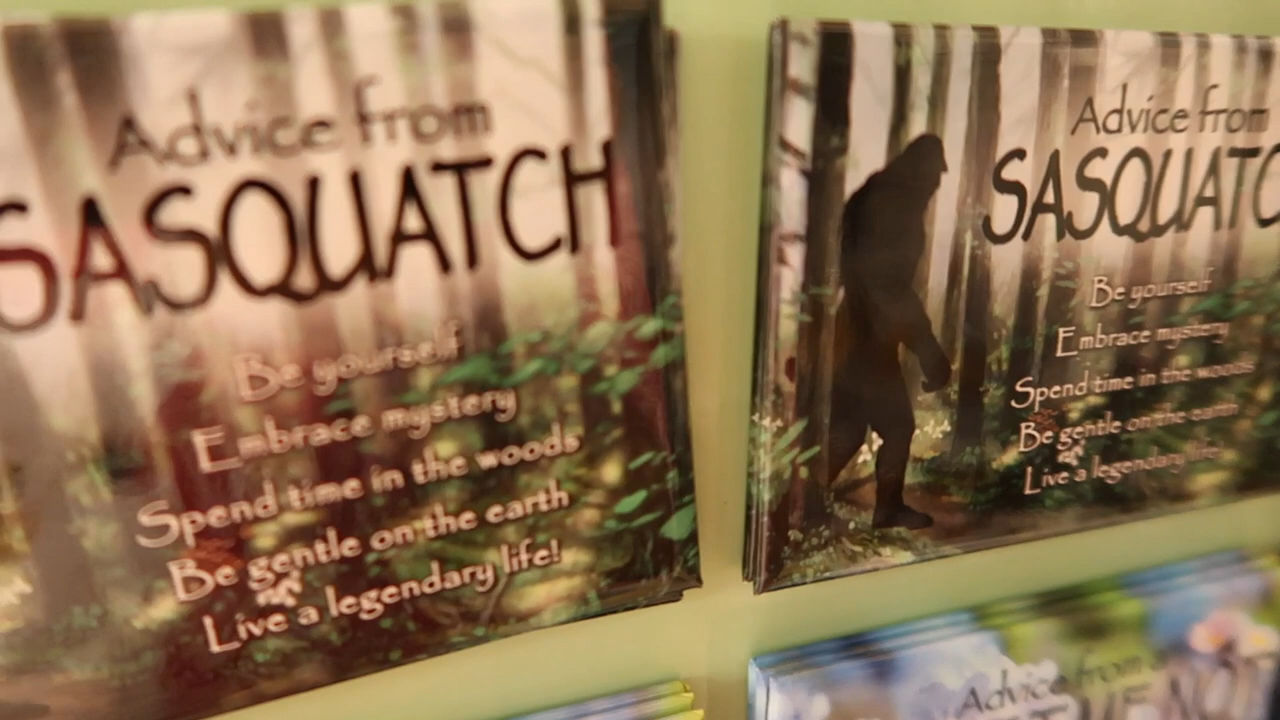 Advice from
SASQUATCH
Be yourself
Embrace mystery
Spend time in the woods
Be gentle on the earth
Live a legendary life!
Advice from
SASQUATC
Be yourself
Embrace mystery
Spend time in the woods
Be gentle on the earth
Live a legendary life!
Advice from a